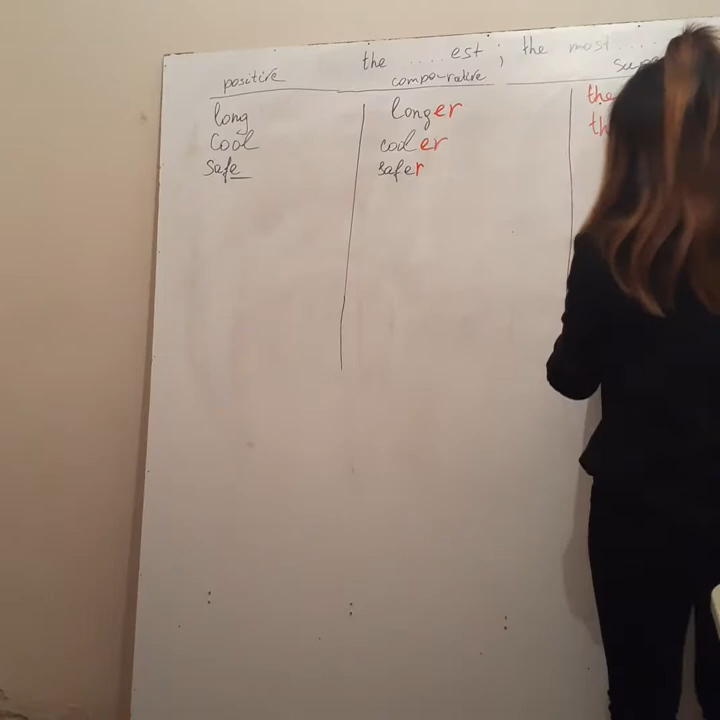 the ....est ; the most ....
positive comparative
long longer the
cool cooler
safe safer